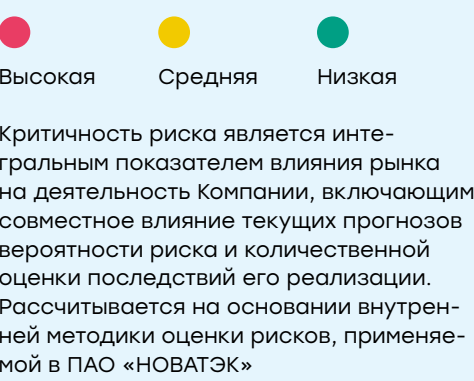 Высокая Средняя Низкая
Критичность риска является инте-
гральным показателем влияния рынка
на деятельность Компании, включающим
совместное влияние текущих прогнозов
вероятности риска и количественной
оценки последствий его реализации.
Рассчитывается на основании внутрен-
ней методики оценки рисков, применяе-
мой в ПАО «НОВАТЭК»